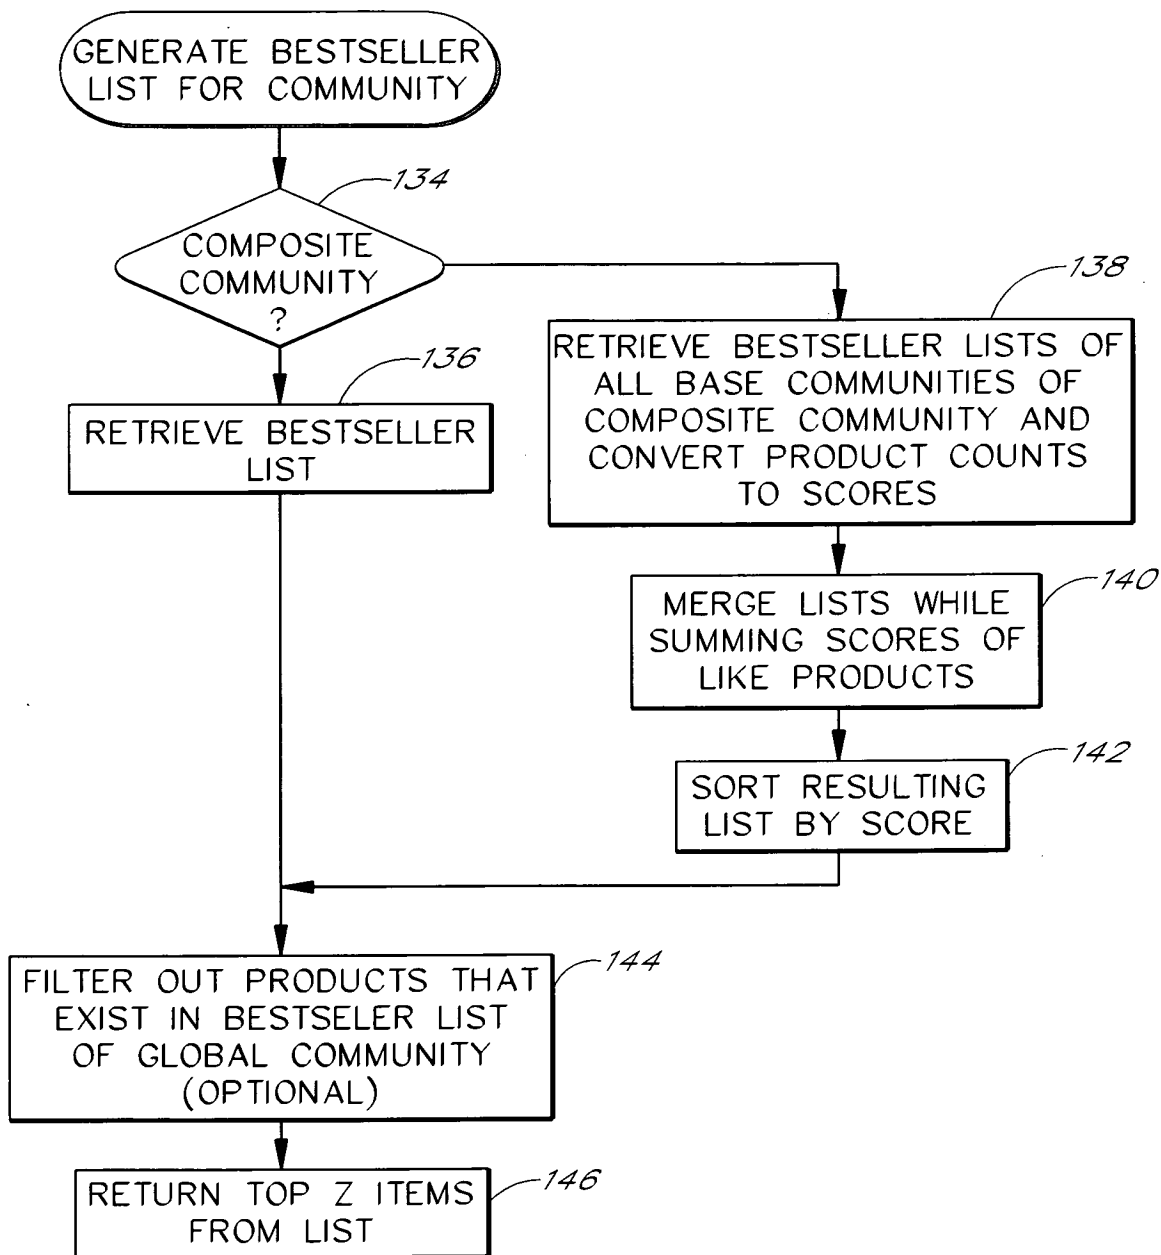 GENERATE BESTSELLER
LIST FOR COMMUNITY
134
COMPOSITE
COMMUNITY
?
136
RETRIEVE BESTSELLER
LIST
138
RETRIEVE BESTSELLER LISTS OF
ALL BASE COMMUNITIES OF
COMPOSITE COMMUNITY AND
CONVERT PRODUCT COUNTS
TO SCORES
140
MERGE LISTS WHILE
SUMMING SCORES OF
LIKE PRODUCTS
142
SORT RESULTING
LIST BY SCORE
144
FILTER OUT PRODUCTS THAT
EXIST IN BESTSELER LIST
OF GLOBAL COMMUNITY
(OPTIONAL)
146
RETURN TOP Z ITEMS
FROM LIST